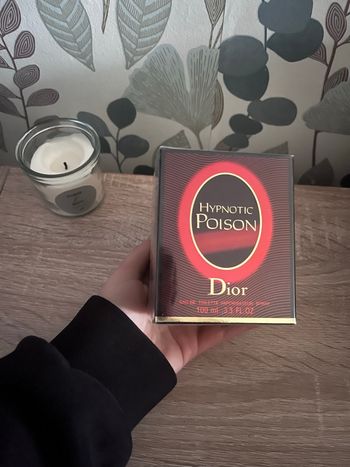 HYPNOTIC
POISON
Dior
EAU DE TOILETTE VAPORISATEUR SPRAY
100 ml 3.3 FL. OZ